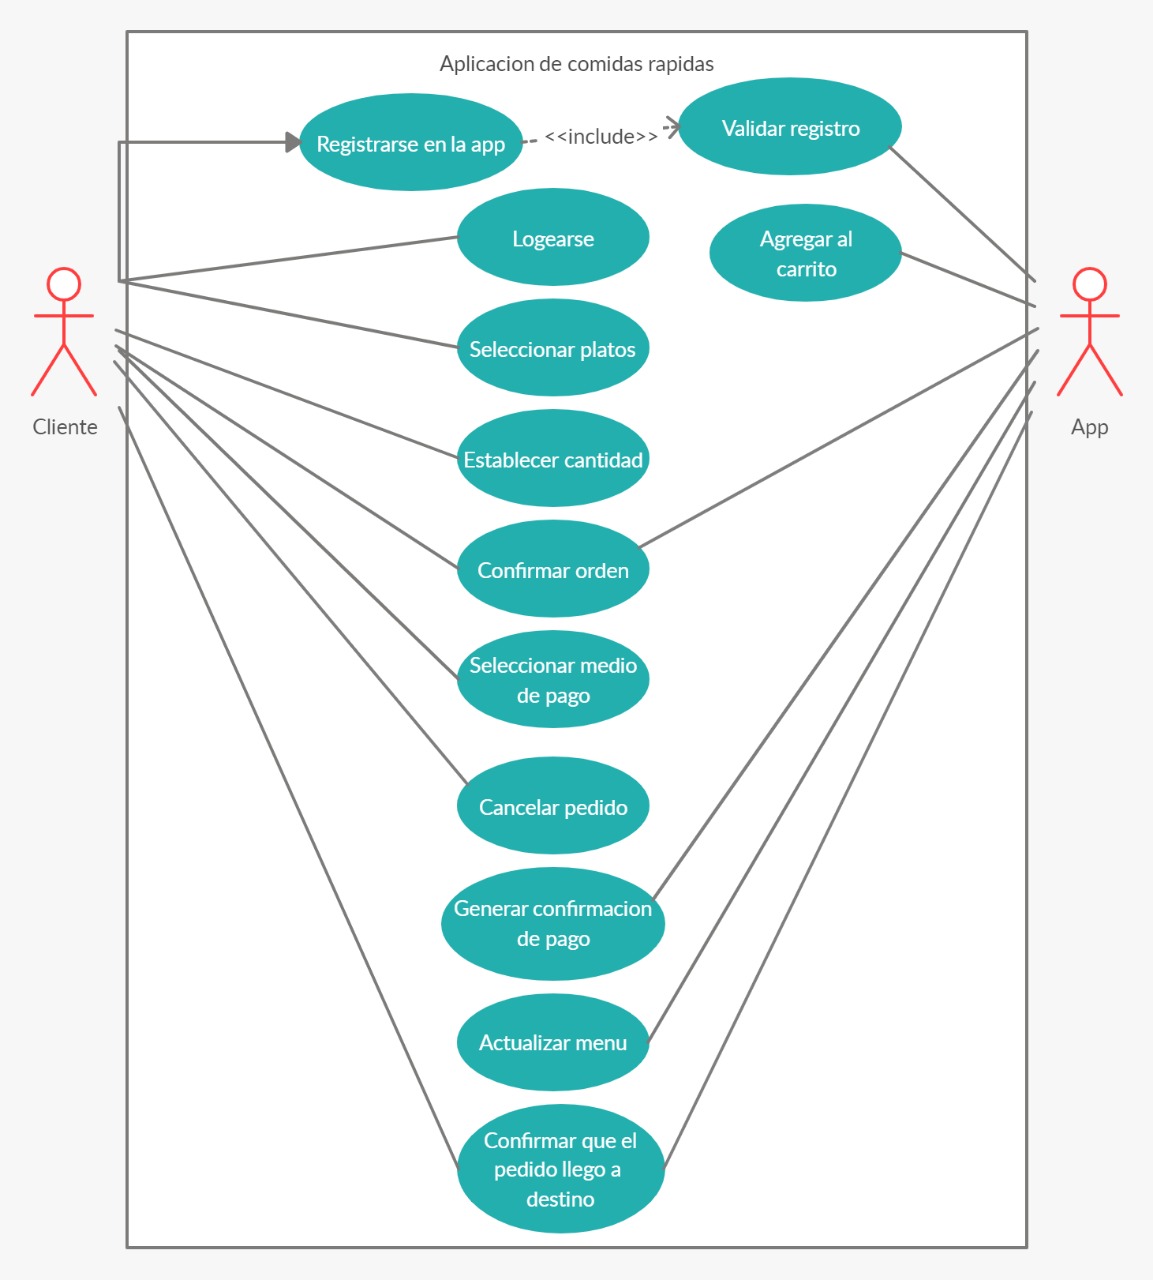 Aplicacion de comidas rapidas
Registrarse en la app
<<include>>
Validar registro
Logearse
Agregar al
carrito
Seleccionar platos
Cliente
App
Establecer cantidad
Confirmar orden
Seleccionar medio
de pago
Cancelar pedido
Generar confirmacion
de pago
Actualizar menu
Confirmar que el
pedido llego a
destino